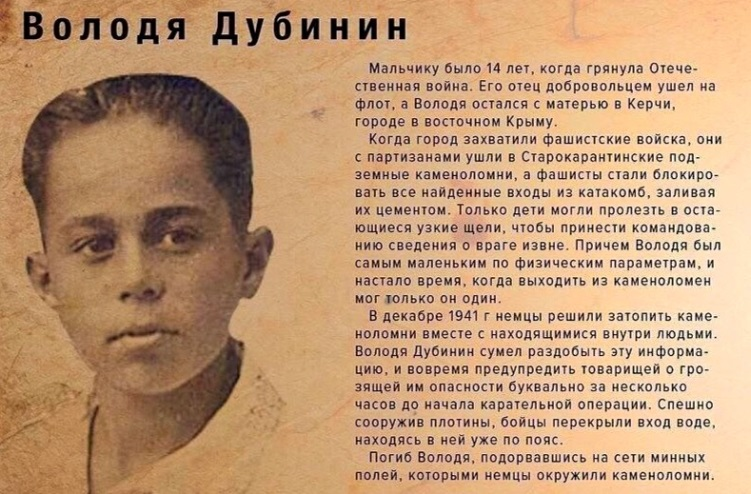 Володя Дубинин
Мальчику было 14 лет, когда грянула Отече-
ственная война. Его отец добровольцем ушел на
флот, а Володя остался с матерью в Керчи,
городе в восточном Крыму.
Когда город захватили фашистские войска, они
с партизанами ушли в Старокарантинские под-
земные каменоломни, а фашисты стали блокиро-
вать все найденные входы из катакомб, заливая
их цементом. Только дети могли пролезть в оста-
ющиеся узкие щели, чтобы принести командова-
нию сведения о враге извне. Причем Володя был
самым маленьким по физическим параметрам, и
настало время, когда выходить из каменоломен
мог только он один.
В декабре 1941 г немцы решили затопить каме-
ноломни вместе с находящимися внутри людьми.
Володя Дубинин сумел раздобыть эту информа-
цию, и вовремя предупредить товарищей о гро-
зящей им опасности буквально за несколько
часов до начала карательной операции. Спешно
соорудив плотины, бойцы перекрыли вход воде,
находясь в ней уже по пояс.
Погиб Володя, подорвавшись на сети минных
полей, которыми немцы окружили каменоломни.